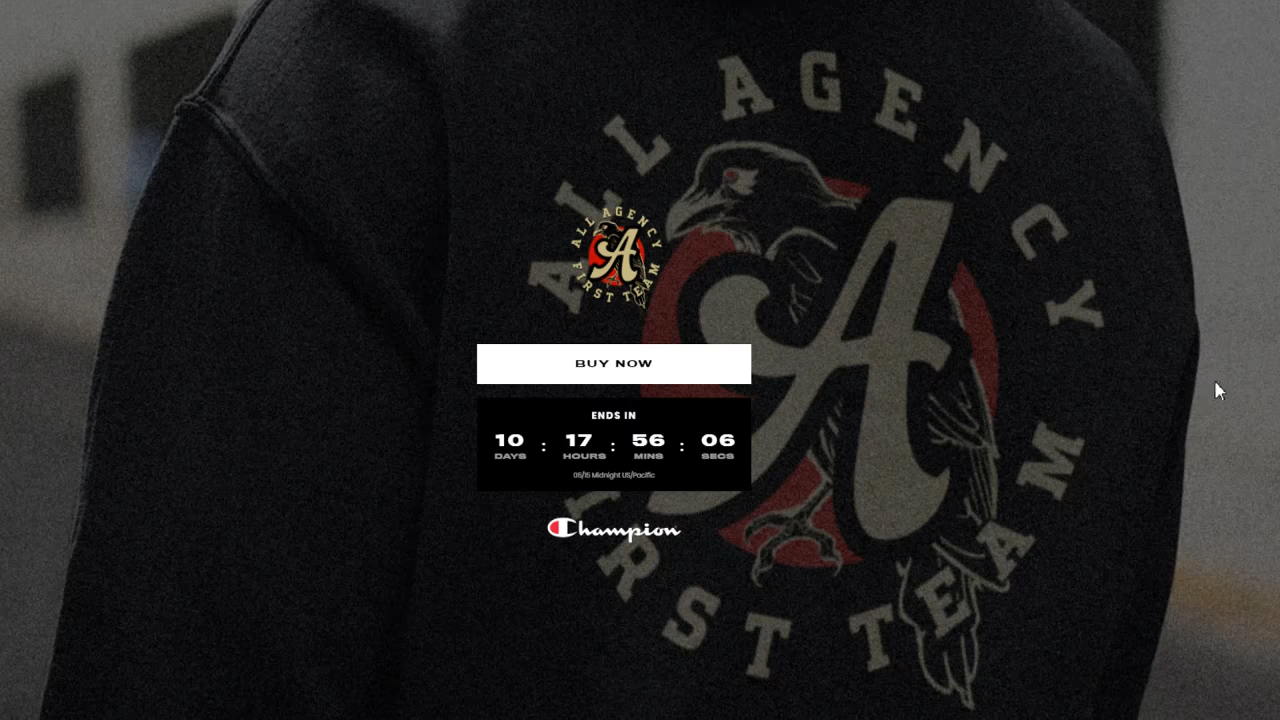 ALL AGENCY
A
FIRST TEAM
ALL AGENCY
A
FIRST TEAM
BUY NOW
ENDS IN
10 : 17 : 56 : 06
DAYS HOURS MINS SECS
05/15 Midnight US/Pacific
Champion